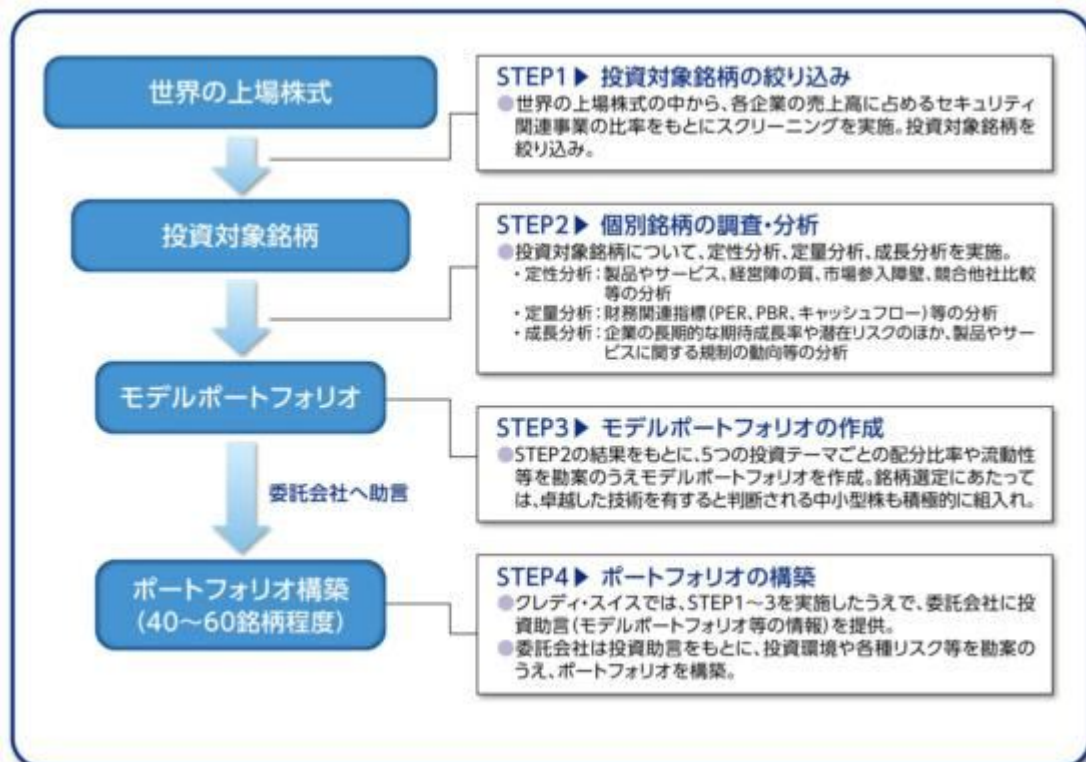 世界の上場株式
STEP1▶ 投資対象銘柄の絞り込み
●世界の上場株式の中から、各企業の売上高に占めるセキュリティ
関連事業の比率をもとにスクリーニングを実施。投資対象銘柄を
絞り込み。
投資対象銘柄
STEP2▶ 個別銘柄の調査・分析
●投資対象銘柄について、定性分析、定量分析、成長分析を実施。
・定性分析：製品やサービス、経営陣の質、市場参入障壁、競合他社比較
等の分析
・定量分析：財務関連指標（PER、PBR、キャッシュフロー）等の分析
・成長分析：企業の長期的な期待成長率や潜在リスクのほか、製品やサー
ビスに関する規制の動向等の分析
モデルポートフォリオ
STEP3▶ モデルポートフォリオの作成
●STEP2の結果をもとに、5つの投資テーマごとの配分比率や流動性
等を勘案のうえモデルポートフォリオを作成。銘柄選定にあたって
は、卓越した技術を有すると判断される中小型株も積極的に組入れ。
委託会社へ助言
ポートフォリオ構築
（40～60銘柄程度）
STEP4▶ ポートフォリオの構築
●クレディ・スイスでは、STEP1～3を実施したうえで、委託会社に投
資助言（モデルポートフォリオ等の情報）を提供。
●委託会社は投資助言をもとに、投資環境や各種リスク等を勘案の
うえ、ポートフォリオを構築。